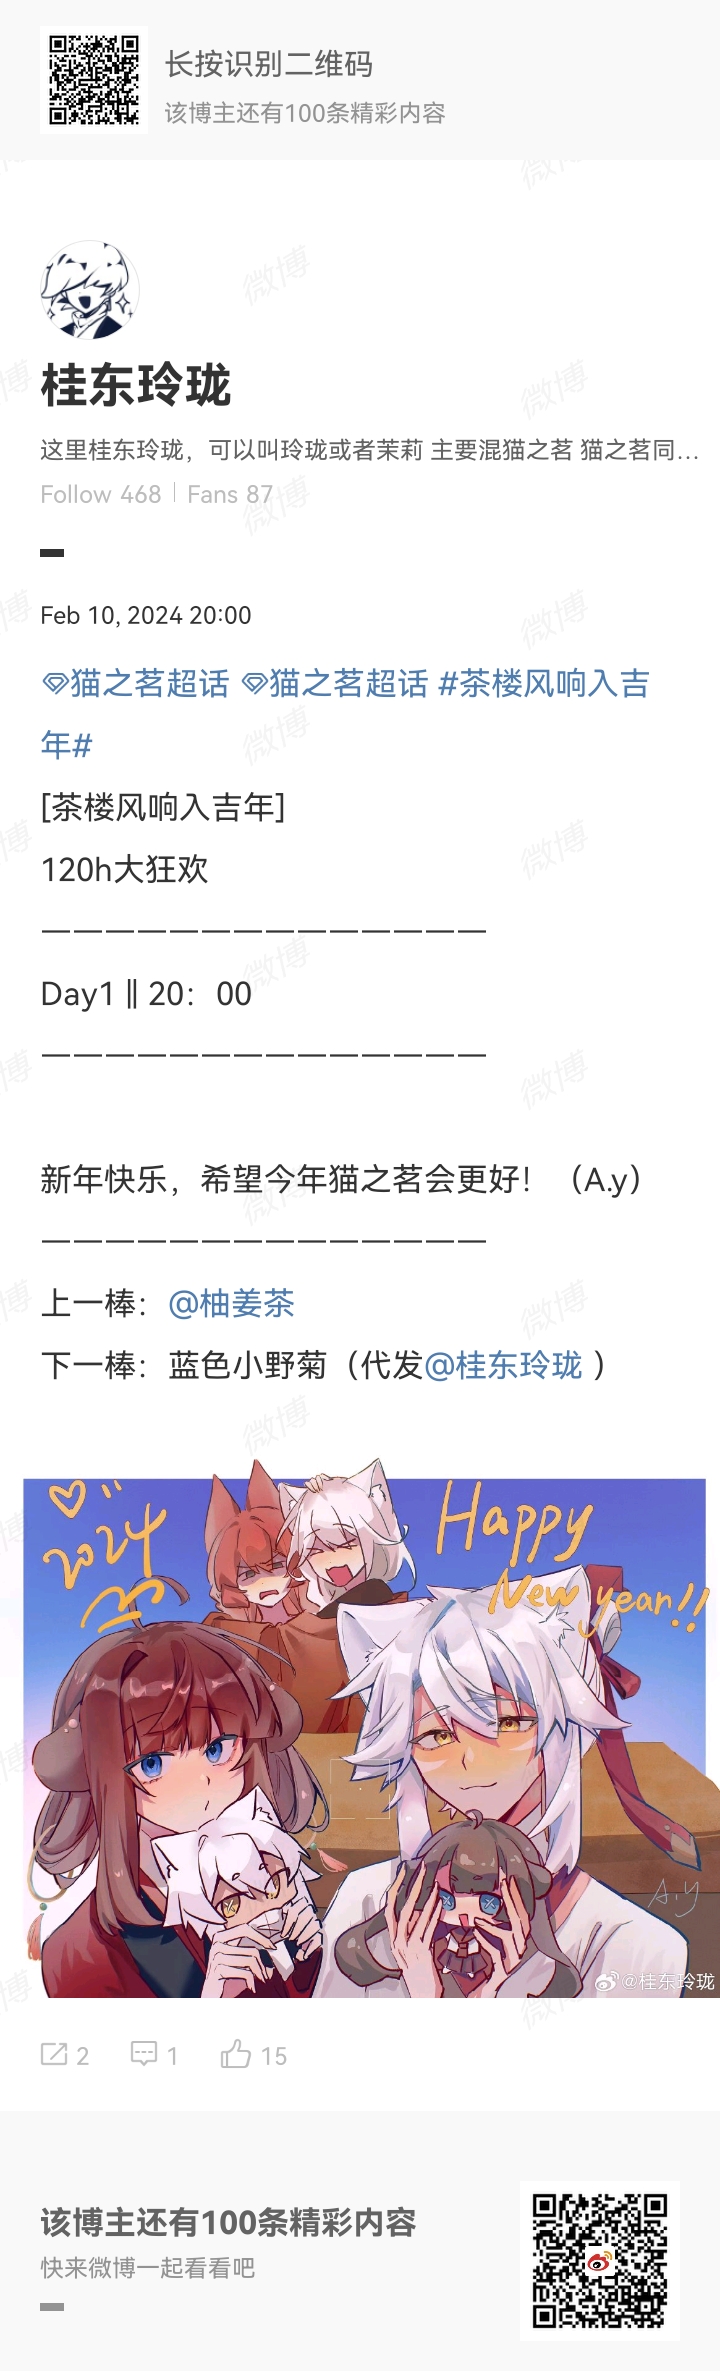 长按识别二维码
该博主还有100条精彩内容
桂东玲珑
这里桂东玲珑，可以叫玲珑或者茉莉 主要混猫之茗 猫之茗同...
Follow 468 | Fans 87
Feb 10, 2024 20:00
猫之茗超话 猫之茗超话 #茶楼风响入吉
年#
[茶楼风响入吉年]
120h大狂欢
——————————————
Day1 || 20：00
——————————————
新年快乐，希望今年猫之茗会更好！（A.y）
——————————————
上一棒：@柚姜茶
下一棒：蓝色小野菊（代发@桂东玲珑 ）
2024
Happy
New year!!
A.y
@桂东玲珑
2 1 15
该博主还有100条精彩内容
快来微博一起看看吧
微博